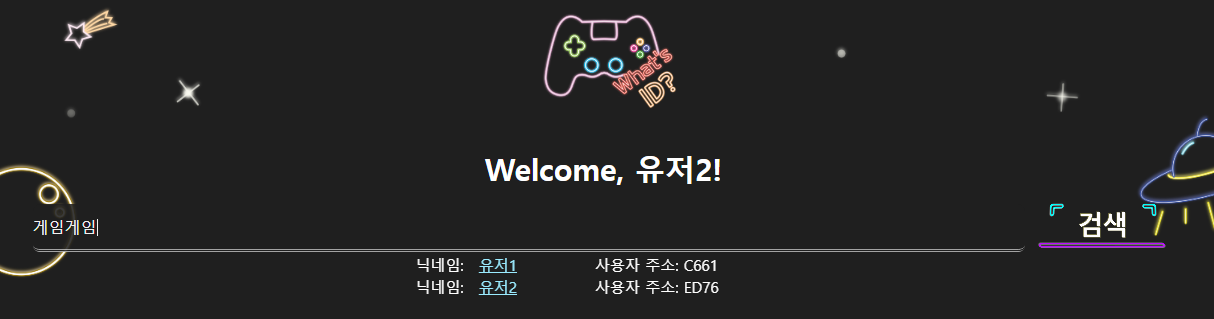 What's
ID?
Welcome, 유저2!
게임게임
검색
닉네임: 유저1 사용자 주소: C661
닉네임: 유저2 사용자 주소: ED76